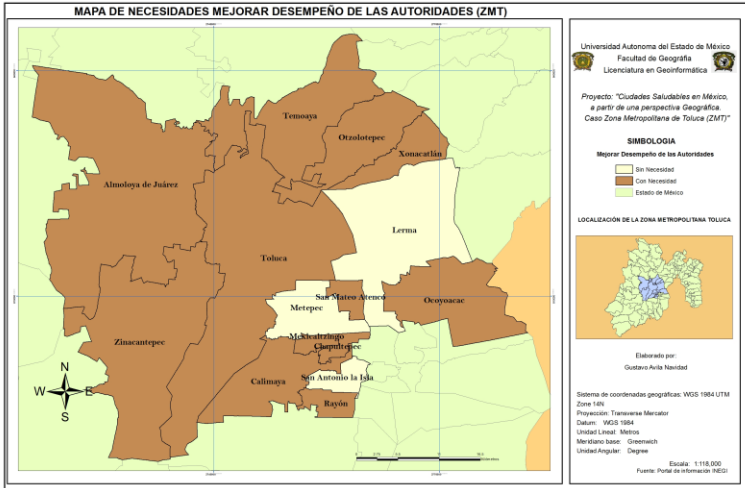 MAPA DE NECESIDADES MEJORAR DESEMPEÑO DE LAS AUTORIDADES (ZMT)
Temoaya
Otzolotepec
Xonacatlán
Almoloya de Juárez
Lerma
Toluca
San Mateo Atenco
Ocoyoacac
Metepec
Mexicaltzingo
Chapultepec
Zinacantepec
Calimaya
San Antonio la Isla
Rayón
N
W
E
S
Universidad Autonoma del Estado de México
Facultad de Geografía
Licenciatura en Geoinformática
Proyecto: "Ciudades Saludables en México,
a partir de una perspectiva Geográfica.
Caso Zona Metropolitana de Toluca (ZMT)"
SIMBOLOGIA
Mejorar Desempeño de las Autoridades
Sin Necesidad
Con Necesidad
Estado de México
LOCALIZACIÓN DE LA ZONA METROPOLITANA TOLUCA
Elaborado por:
Gustavo Avila Navidad
Sistema de coordenadas geográficas: WGS 1984 UTM
Zone 14N
Proyección: Transverse Mercator
Datum: WGS 1984
Unidad Lineal: Metros
Meridiano base: Greenwich
Unidad Angular: Degree
Escala: 1:118,000
Fuente: Portal de información INEGI